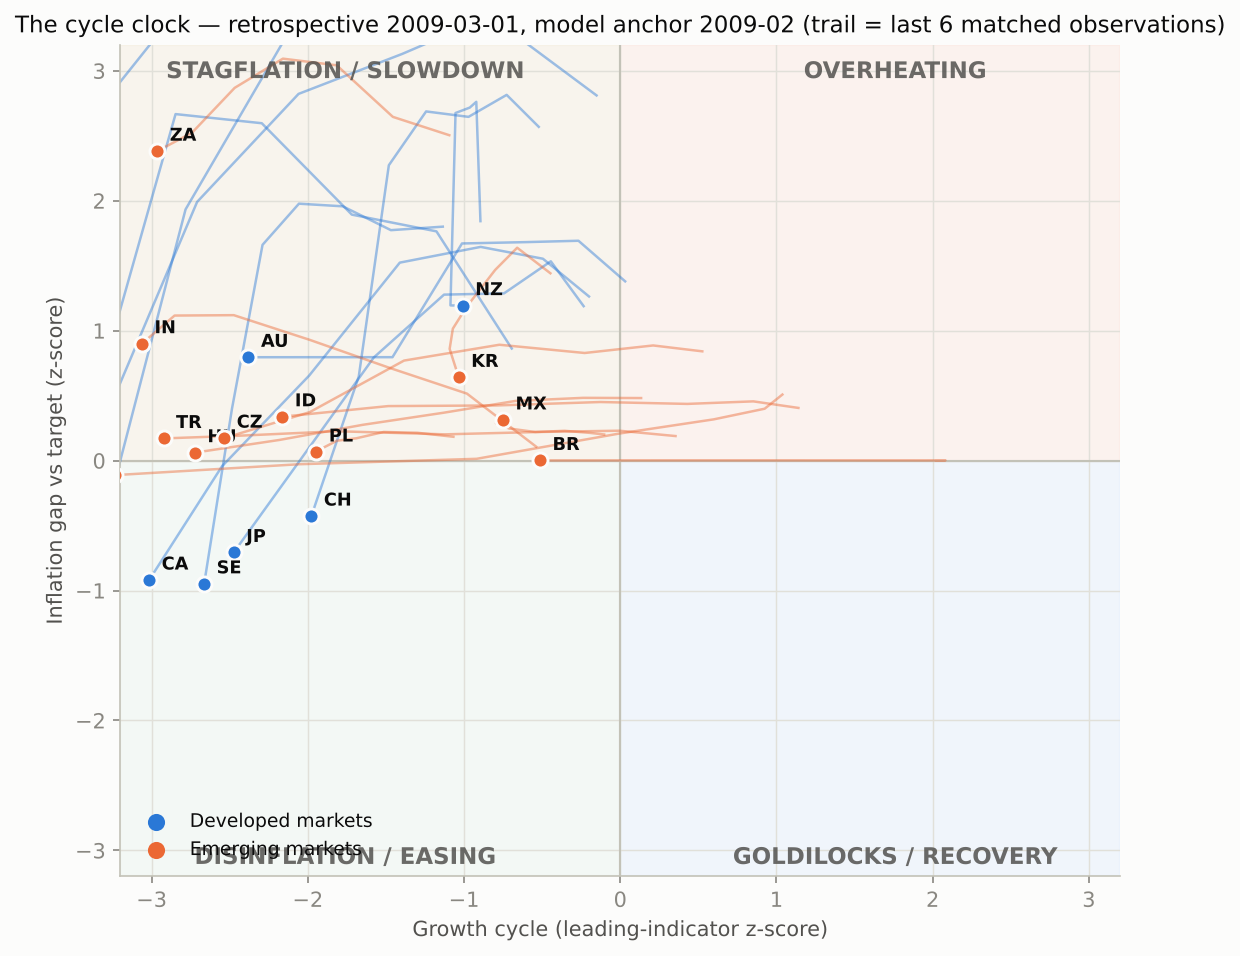 The cycle clock — retrospective 2009-03-01, model anchor 2009-02 (trail = last 6 matched observations)
STAGFLATION / SLOWDOWN
OVERHEATING
ZA
NZ
IN
AU
KR
ID
MX
TR
CZ
PL
BR
CH
JP
CA
SE
Developed markets
Emerging markets
DISINFLATION / EASING
GOLDILOCKS / RECOVERY
3
2
1
0
−1
−2
−3
−3
−2
−1
0
1
2
3
Inflation gap vs target (z-score)
Growth cycle (leading-indicator z-score)